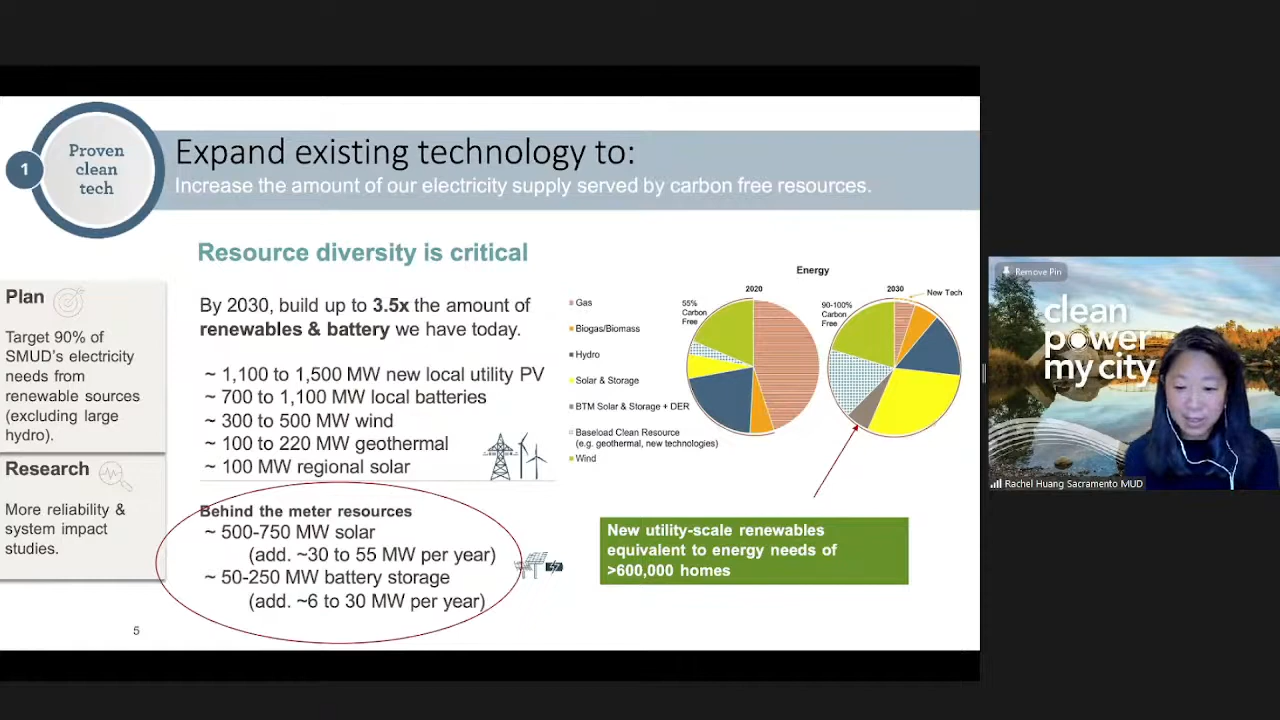 1
Proven
clean
tech
Expand existing technology to:
Increase the amount of our electricity supply served by carbon free resources.
Plan
Target 90% of
SMUD's electricity
needs from
renewable sources
(excluding large
hydro).
Research
More reliability &
system impact
studies.
Resource diversity is critical
By 2030, build up to 3.5x the amount of
renewables & battery we have today.
~ 1,100 to 1,500 MW new local utility PV
~ 700 to 1,100 MW local batteries
~ 300 to 500 MW wind
~ 100 to 220 MW geothermal
~ 100 MW regional solar
Behind the meter resources
~ 500-750 MW solar
(add. ~30 to 55 MW per year)
~ 50-250 MW battery storage
(add. ~6 to 30 MW per year)
5
Energy
Gas
Biogas/Biomass
Hydro
Solar & Storage
BTM Solar & Storage + DER
Baseload Clean Resource
(e.g. geothermal, new technologies)
Wind
2020
55%
Carbon
Free
2030
90-100%
Carbon
Free
New Tech
New utility-scale renewables
equivalent to energy needs of
>600,000 homes
Remove Pin
clean
power
my city
Rachel Huang Sacramento MUD